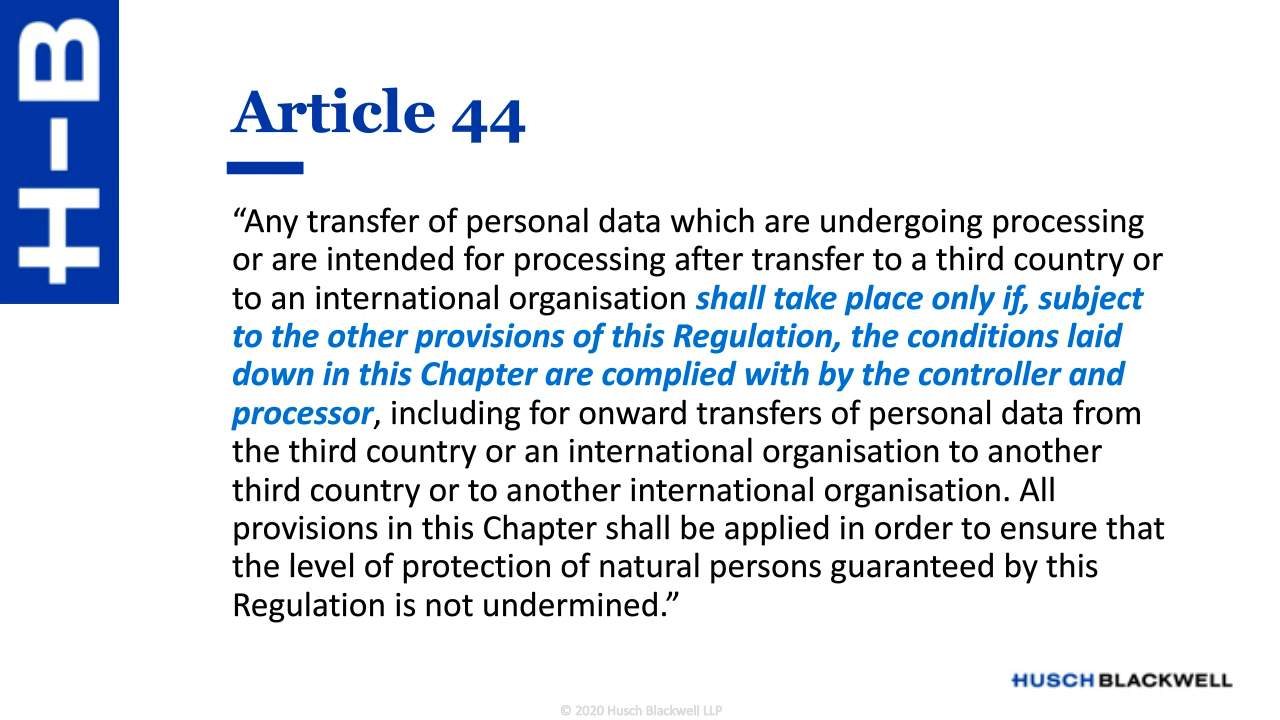 H-B
Article 44
“Any transfer of personal data which are undergoing processing
or are intended for processing after transfer to a third country or
to an international organisation shall take place only if, subject
to the other provisions of this Regulation, the conditions laid
down in this Chapter are complied with by the controller and
processor, including for onward transfers of personal data from
the third country or an international organisation to another
third country or to another international organisation. All
provisions in this Chapter shall be applied in order to ensure that
the level of protection of natural persons guaranteed by this
Regulation is not undermined.”
HUSCH BLACKWELL
© 2020 Husch Blackwell LLP